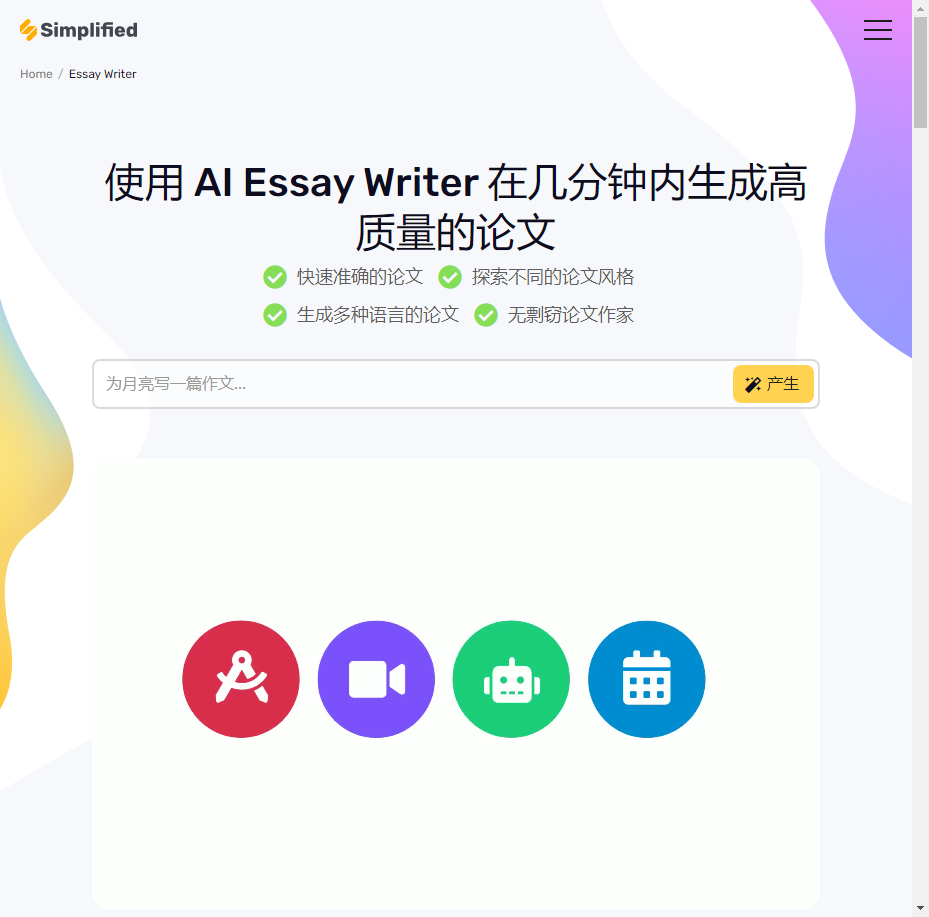 Simplified
Home / Essay Writer
使用 AI Essay Writer 在几分钟内生成高
质量的论文
快速准确的论文 探索不同的论文风格
生成多种语言的论文 无剽窃论文作家
为月亮写一篇作文... 产生